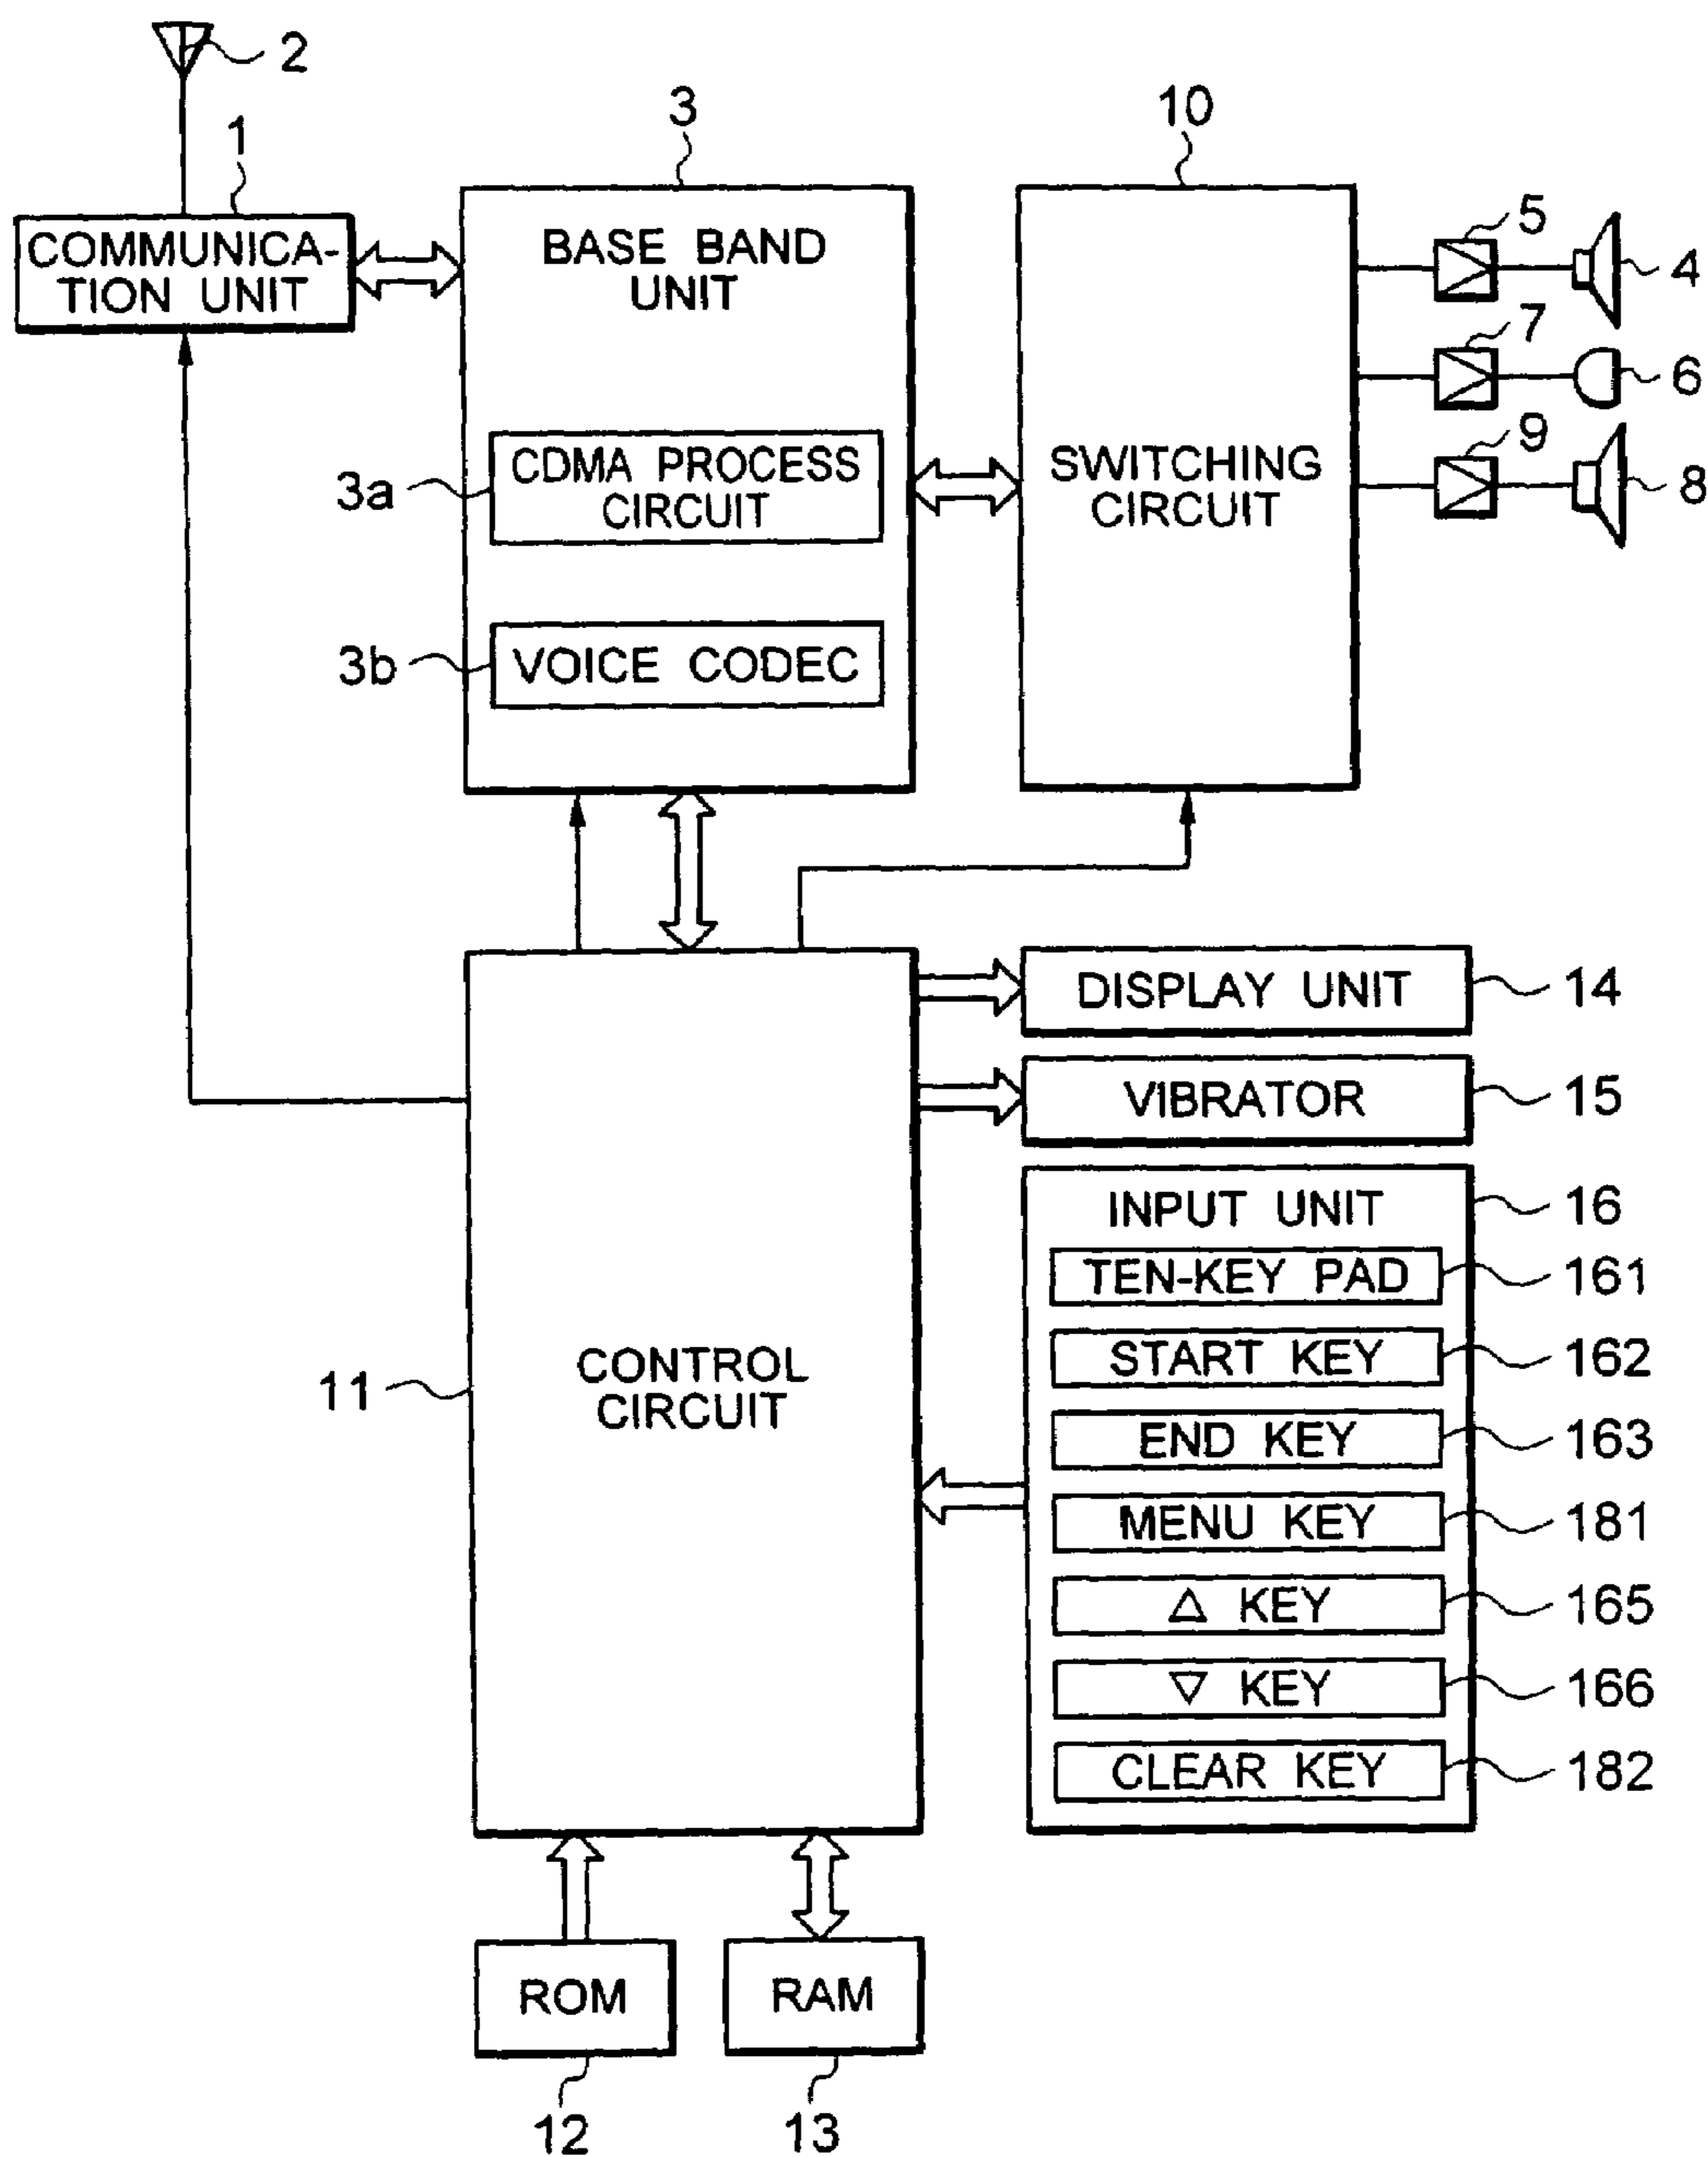 2
1
3
10
COMMUNICA-
TION UNIT
BASE BAND
UNIT
5
4
7
6
9
8
3a
CDMA PROCESS
CIRCUIT
SWITCHING
CIRCUIT
3b
VOICE CODEC
DISPLAY UNIT
14
VIBRATOR
15
INPUT UNIT
16
TEN-KEY PAD
161
START KEY
162
11
CONTROL
CIRCUIT
END KEY
163
MENU KEY
181
△ KEY
165
▽ KEY
166
CLEAR KEY
182
ROM
RAM
12
13